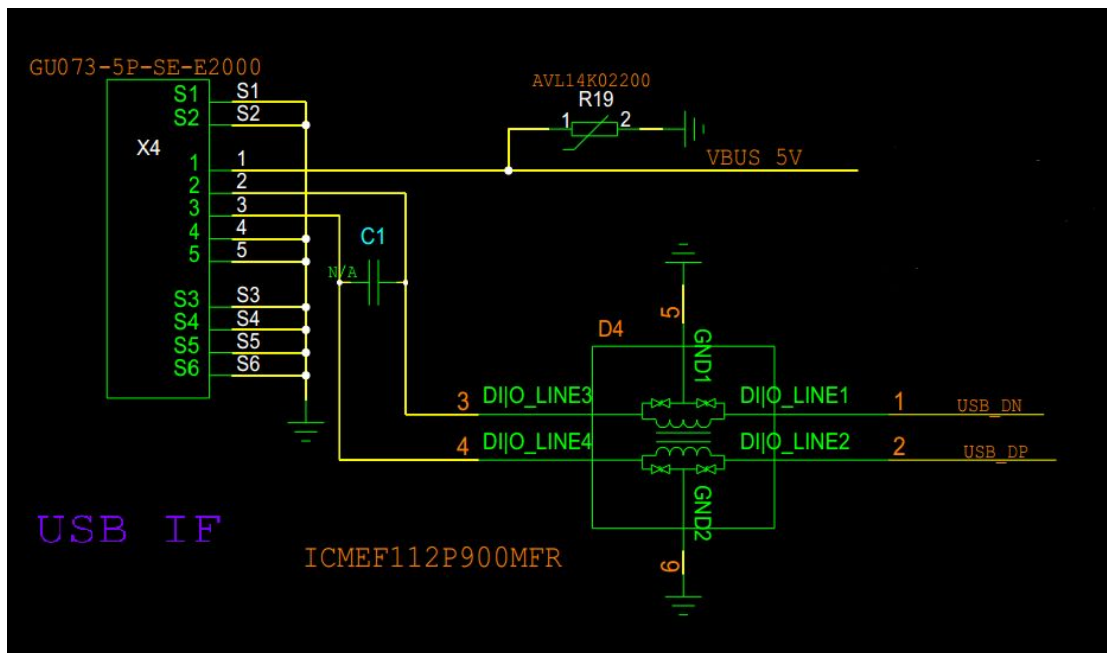 GU073-5P-SE-E2000
X4
S1 S1
S2 S2
1 1
2 2
3 3
4 4
5 5
S3 S3
S4 S4
S5 S5
S6 S6
AVL14K02200
R19
1 2
VBUS 5V
C1
N/A
D4
5
GND1
3 DI|O_LINE3 DI|O_LINE1 1 USB_DN
4 DI|O_LINE4 DI|O_LINE2 2 USB_DP
GND2
6
USB IF
ICMEF112P900MFR